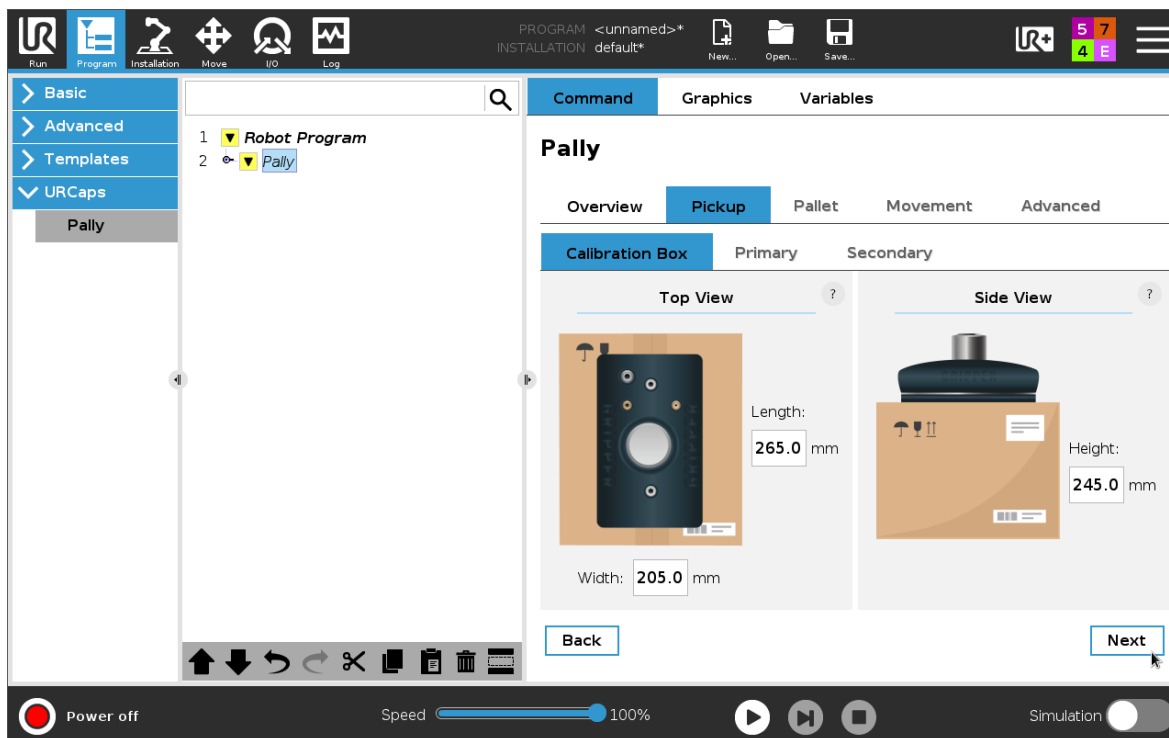 UR
Run
Program
Installation
Move
I/O
Log
PROGRAM <unnamed>*
INSTALLATION default*
New...
Open...
Save...
UR+
5 7
4 E
Basic
Advanced
Templates
URCaps
Pally
1 Robot Program
2 Pally
Command Graphics Variables
Pally
Overview Pickup Pallet Movement Advanced
Calibration Box Primary Secondary
Top View ?
Length:
265.0 mm
Width: 205.0 mm
Side View ?
Height:
245.0 mm
Back
Next
Power off
Speed 100%
Simulation